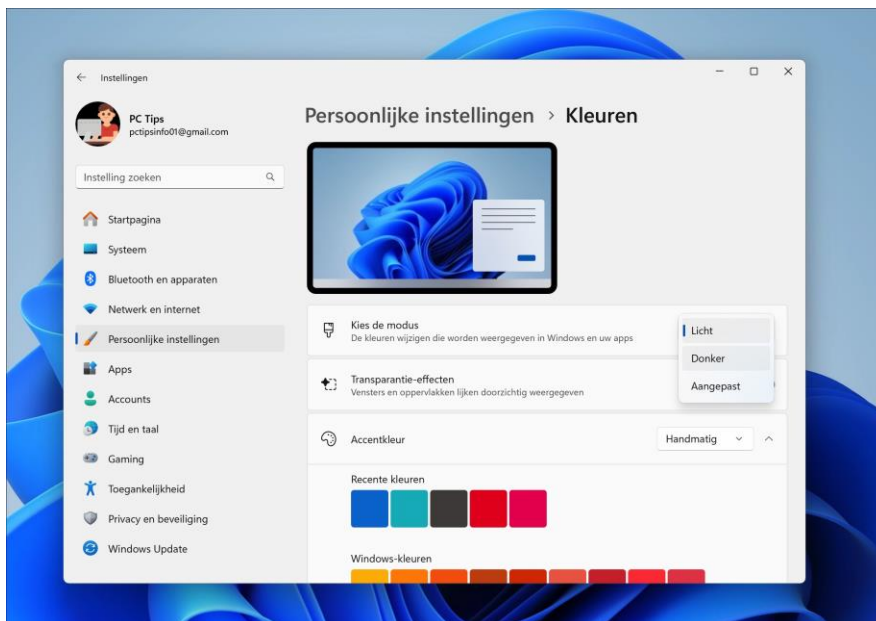 Instellingen
PC Tips
pctipsinfo01@gmail.com
Instelling zoeken
Startpagina
Systeem
Bluetooth en apparaten
Netwerk en internet
Persoonlijke instellingen
Apps
Accounts
Tijd en taal
Gaming
Toegankelijkheid
Privacy en beveiliging
Windows Update
Persoonlijke instellingen > Kleuren
Kies de modus
De kleuren wijzigen die worden weergegeven in Windows en uw apps
Licht
Donker
Aangepast
Transparantie-effecten
Vensters en oppervlakken lijken doorzichtig weergegeven
Accentkleur
Handmatig
Recente kleuren
Windows-kleuren